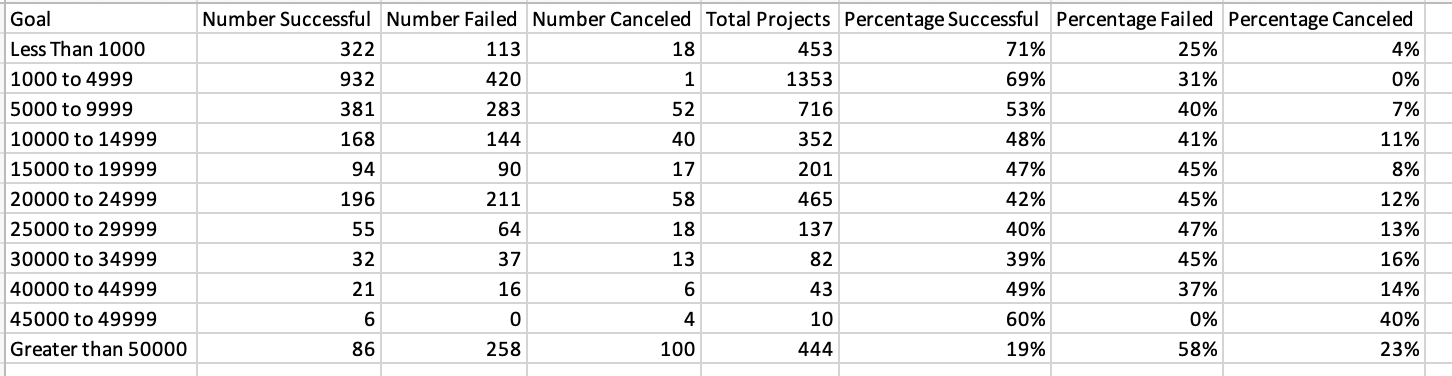 Goal Number Successful Number Failed Number Canceled Total Projects Percentage Successful Percentage Failed Percentage Canceled
Less Than 1000 322 113 18 453 71% 25% 4%
1000 to 4999 932 420 1 1353 69% 31% 0%
5000 to 9999 381 283 52 716 53% 40% 7%
10000 to 14999 168 144 40 352 48% 41% 11%
15000 to 19999 94 90 17 201 47% 45% 8%
20000 to 24999 196 211 58 465 42% 45% 12%
25000 to 29999 55 64 18 137 40% 47% 13%
30000 to 34999 32 37 13 82 39% 45% 16%
40000 to 44999 21 16 6 43 49% 37% 14%
45000 to 49999 6 0 4 10 60% 0% 40%
Greater than 50000 86 258 100 444 19% 58% 23%